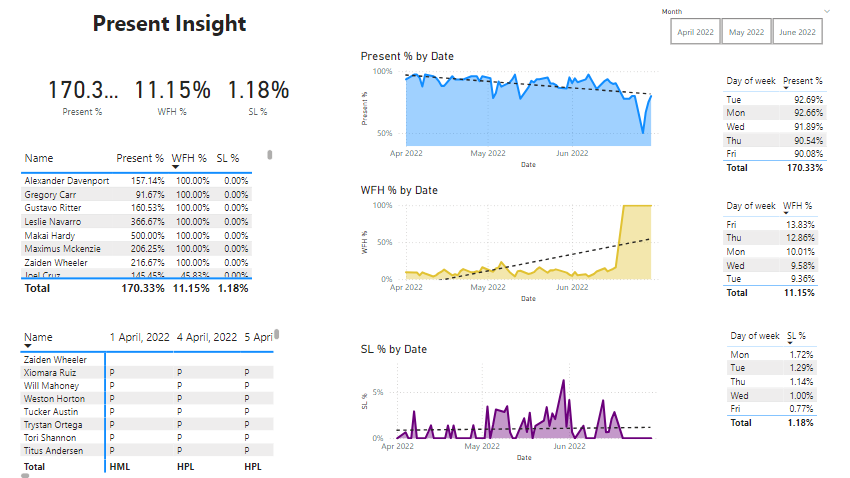 Present Insight
Month
April 2022 May 2022 June 2022
170.3... 11.15% 1.18%
Present % WFH % SL %
Name Present % WFH % SL %
Alexander Davenport 157.14% 100.00% 0.00%
Gregory Carr 91.67% 100.00% 0.00%
Gustavo Ritter 160.53% 100.00% 0.00%
Leslie Navarro 366.67% 100.00% 0.00%
Makai Hardy 500.00% 100.00% 0.00%
Maximus Mckenzie 206.25% 100.00% 0.00%
Zaiden Wheeler 216.67% 100.00% 0.00%
Joel Cruz 145.45% 45.83% 0.00%
Total 170.33% 11.15% 1.18%
Name 1 April, 2022 4 April, 2022 5 Apri
Zaiden Wheeler
Xiomara Ruiz P P P
Will Mahoney P P P
Weston Horton P P P
Tucker Austin P P P
Trystan Ortega P P P
Tori Shannon P P P
Titus Andersen P P P
Total HML HPL HPL
Present % by Date
Present %
100%
50%
Apr 2022 May 2022 Jun 2022
Date
WFH % by Date
WFH %
100%
50%
0%
Apr 2022 May 2022 Jun 2022
Date
SL % by Date
SL %
5%
0%
Apr 2022 May 2022 Jun 2022
Date
Day of week Present %
Tue 92.69%
Mon 92.66%
Wed 91.89%
Thu 90.54%
Fri 90.08%
Total 170.33%
Day of week WFH %
Fri 13.83%
Thu 12.86%
Mon 10.01%
Wed 9.58%
Tue 9.36%
Total 11.15%
Day of week SL %
Mon 1.72%
Tue 1.29%
Thu 1.14%
Wed 1.00%
Fri 0.77%
Total 1.18%